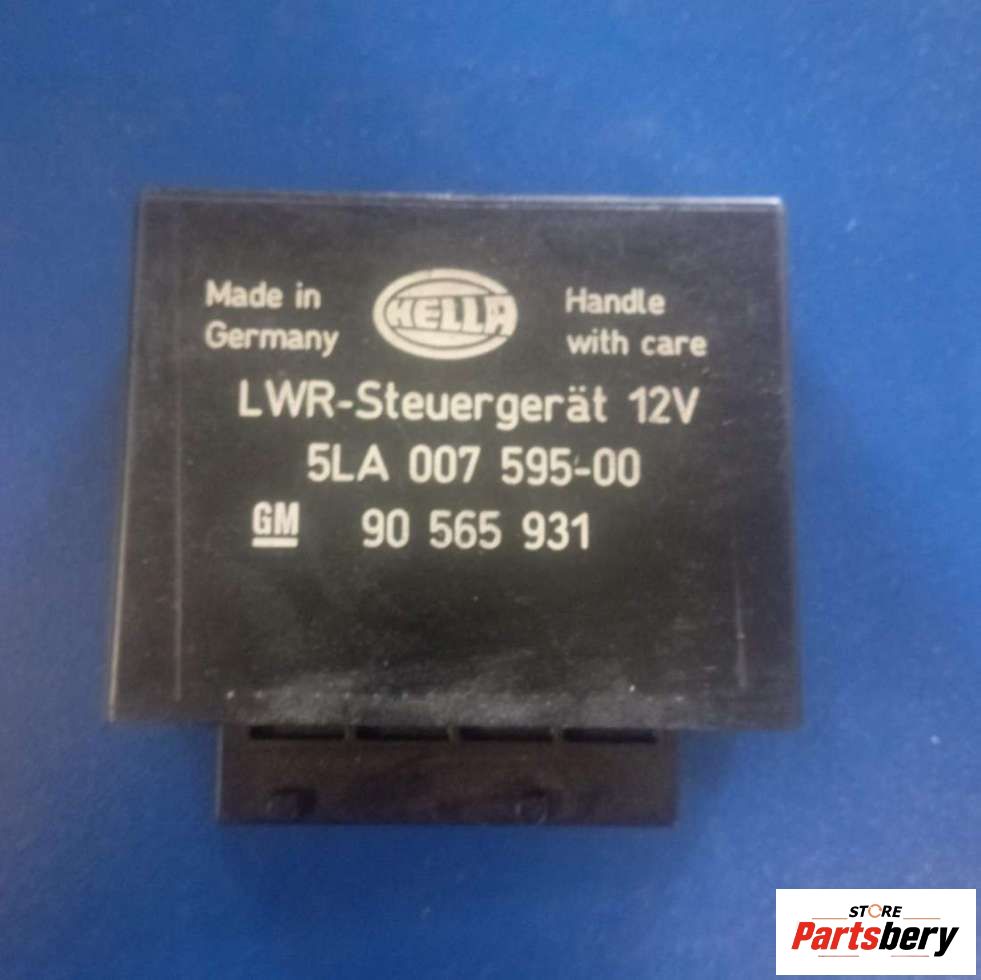 Made in
Germany
HELLA
Handle
with care
LWR-Steuergerät 12V
5LA 007 595-00
GM 90 565 931
STORE
Partsbery